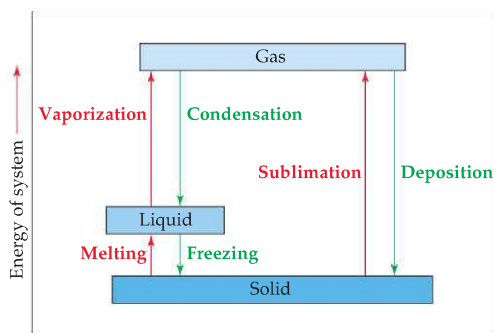 Gas
Vaporization
Condensation
Sublimation
Deposition
Energy of system
Liquid
Melting
Freezing
Solid